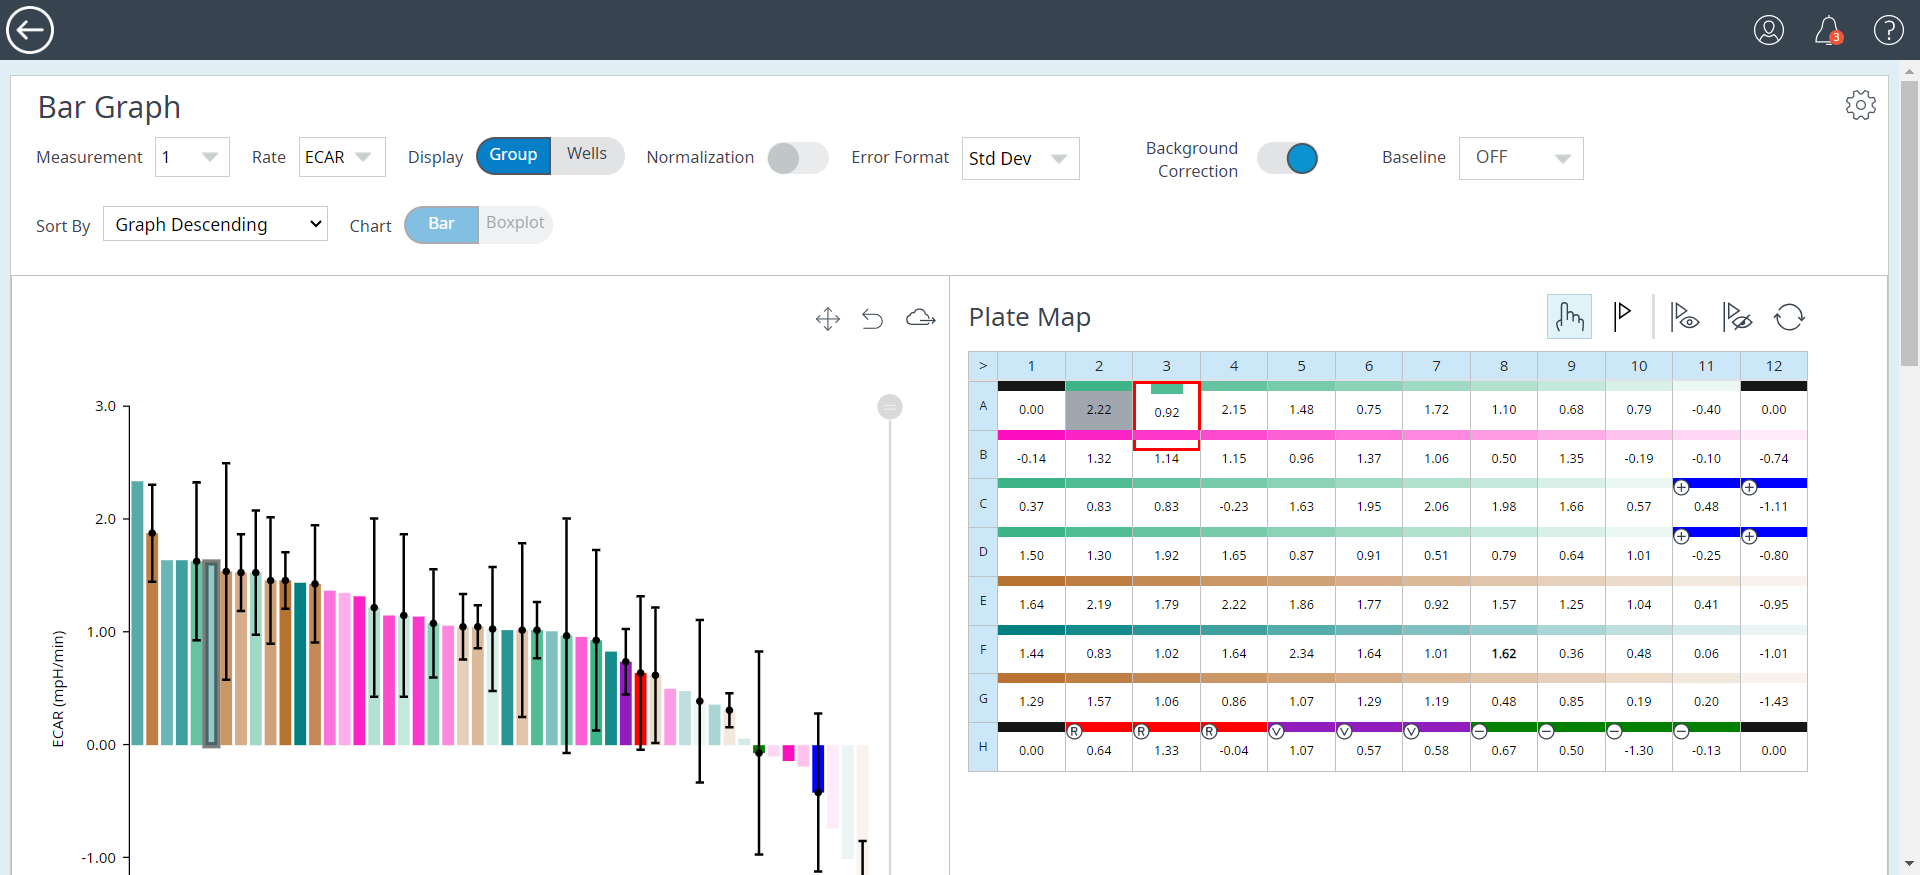 3
Bar Graph
Measurement 1 Rate ECAR Display Group Wells Normalization Error Format Std Dev Background Correction Baseline OFF
Sort By Graph Descending Chart Bar Boxplot
3.0
2.0
1.00
0.00
-1.00
ECAR (mpH/min)
Plate Map
> 1 2 3 4 5 6 7 8 9 10 11 12
A 0.00 2.22 0.92 2.15 1.48 0.75 1.72 1.10 0.68 0.79 -0.40 0.00
B -0.14 1.32 1.14 1.15 0.96 1.37 1.06 0.50 1.35 -0.19 -0.10 -0.74
C 0.37 0.83 0.83 -0.23 1.63 1.95 2.06 1.98 1.66 0.57 0.48 -1.11
D 1.50 1.30 1.92 1.65 0.87 0.91 0.51 0.79 0.64 1.01 -0.25 -0.80
E 1.64 2.19 1.79 2.22 1.86 1.77 0.92 1.57 1.25 1.04 0.41 -0.95
F 1.44 0.83 1.02 1.64 2.34 1.64 1.01 1.62 0.36 0.48 0.06 -1.01
G 1.29 1.57 1.06 0.86 1.07 1.29 1.19 0.48 0.85 0.19 0.20 -1.43
R R R V V V
H 0.00 0.64 1.33 -0.04 1.07 0.57 0.58 0.67 0.50 -1.30 -0.13 0.00